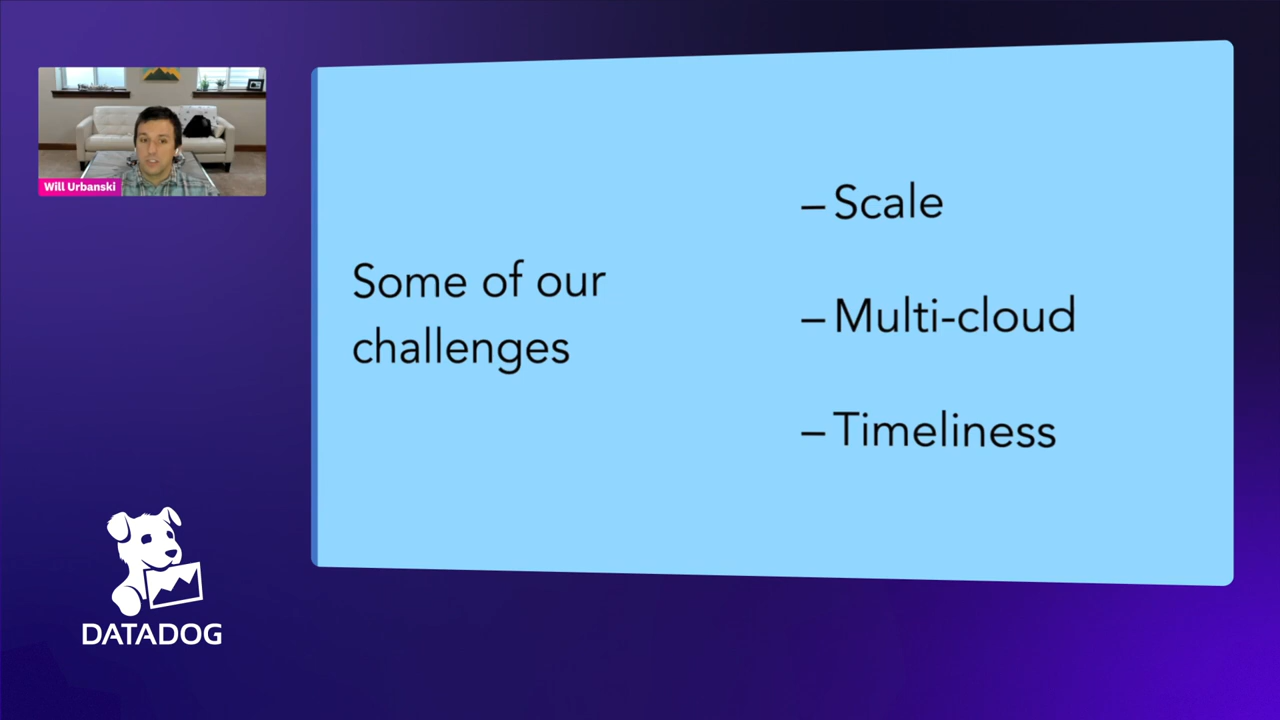 Will Urbanski
Some of our
challenges
– Scale
– Multi-cloud
– Timeliness
DATADOG